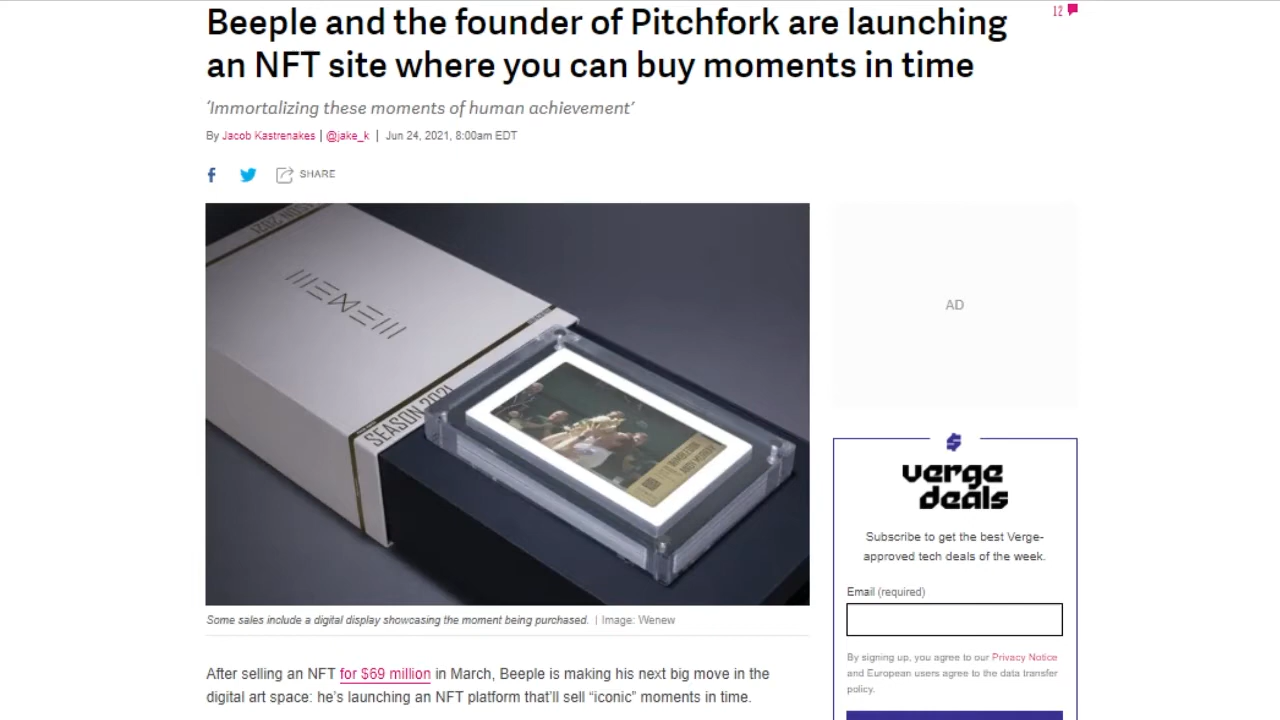 Beeple and the founder of Pitchfork are launching
12
an NFT site where you can buy moments in time
‘Immortalizing these moments of human achievement’
By Jacob Kastrenakes | @jake_k | Jun 24, 2021, 8:00am EDT
SHARE
SEASON 2021
SEASON 2021
AD
verge
deals
Subscribe to get the best Verge-
approved tech deals of the week.
Email (required)
Some sales include a digital display showcasing the moment being purchased. | Image: Wenew
By signing up, you agree to our Privacy Notice
and European users agree to the data transfer
policy.
After selling an NFT for $69 million in March, Beeple is making his next big move in the
digital art space: he’s launching an NFT platform that’ll sell “iconic” moments in time.